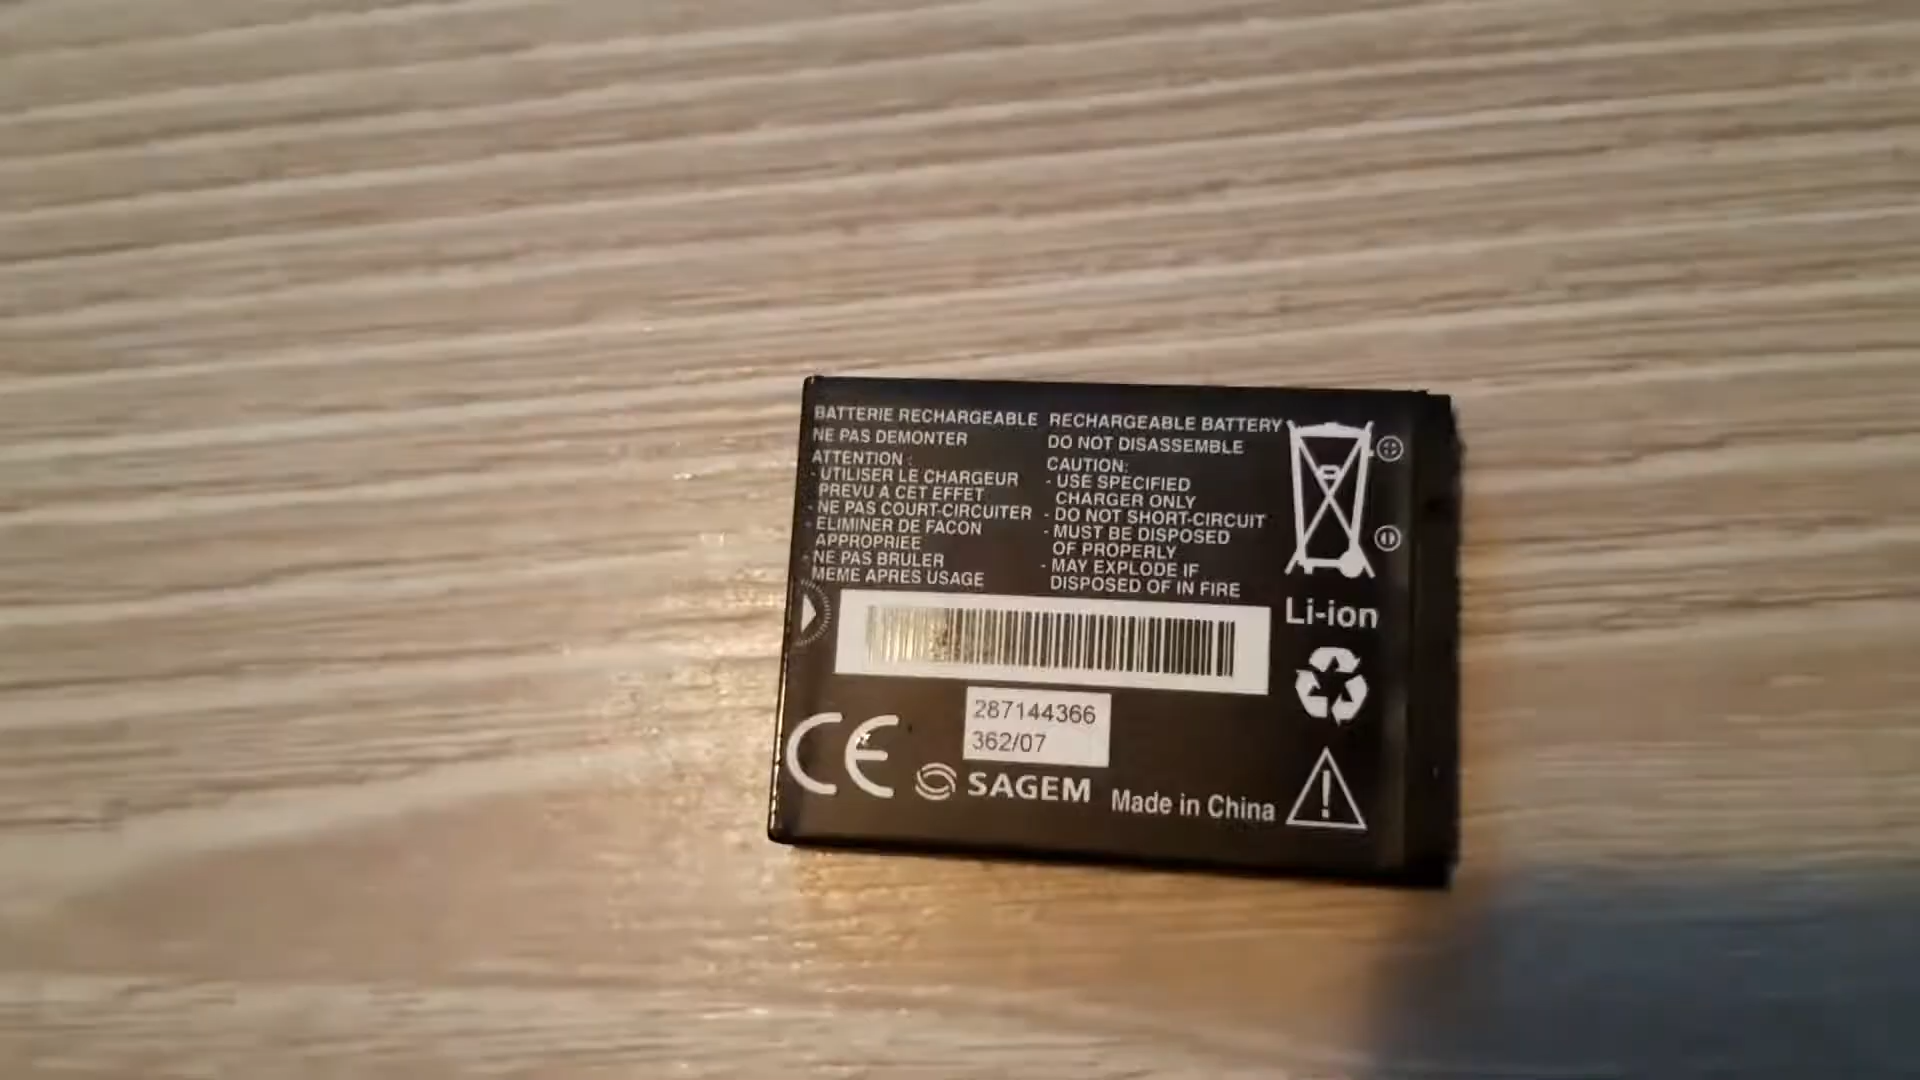 BATTERIE RECHARGEABLE
NE PAS DEMONTER
ATTENTION :
- UTILISER LE CHARGEUR
PREVU A CET EFFET
- NE PAS COURT-CIRCUITER
- ELIMINER DE FACON
APPROPRIEE
- NE PAS BRULER
MEME APRES USAGE
RECHARGEABLE BATTERY
DO NOT DISASSEMBLE
CAUTION:
- USE SPECIFIED
CHARGER ONLY
- DO NOT SHORT-CIRCUIT
- MUST BE DISPOSED
OF PROPERLY
- MAY EXPLODE IF
DISPOSED OF IN FIRE
Li-ion
287144366
362/07
CE
SAGEM
Made in China